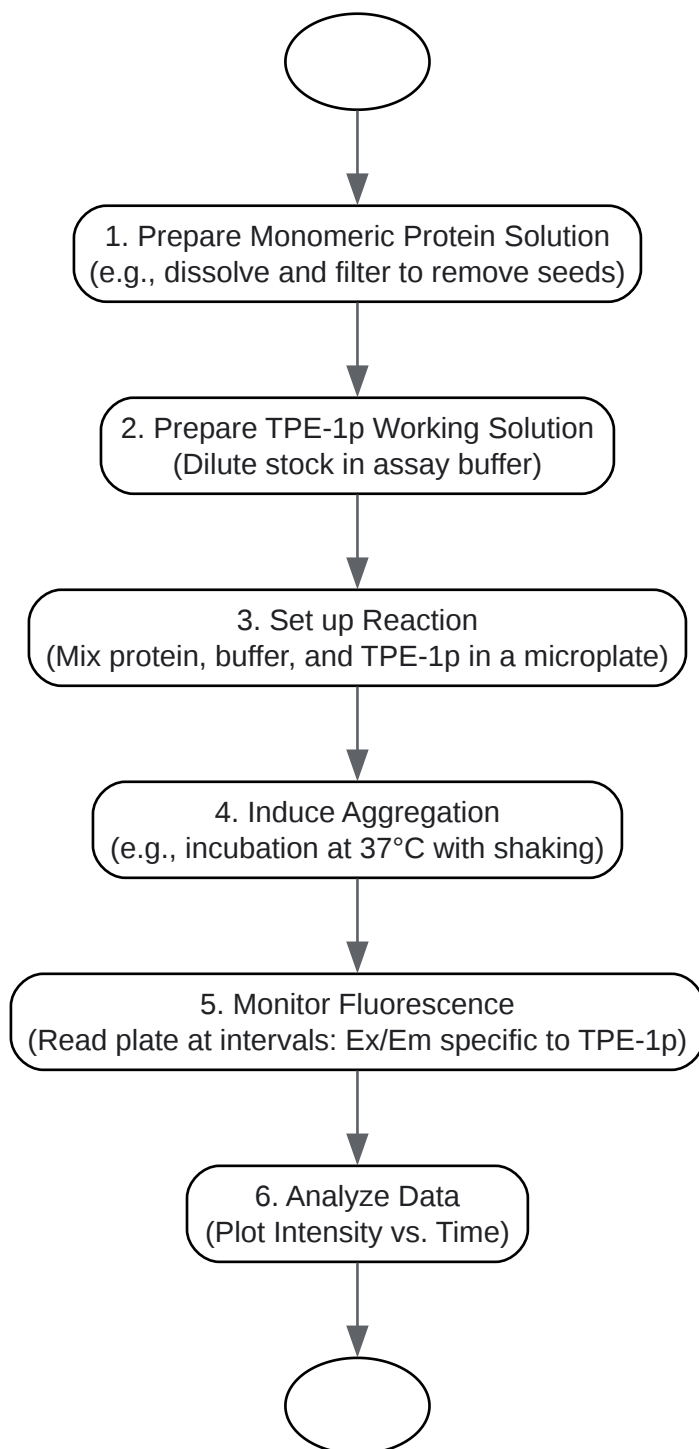 1. Prepare Monomeric Protein Solution
(e.g., dissolve and filter to remove seeds)
2. Prepare TPE-1p Working Solution
(Dilute stock in assay buffer)
3. Set up Reaction
(Mix protein, buffer, and TPE-1p in a microplate)
4. Induce Aggregation
(e.g., incubation at 37°C with shaking)
5. Monitor Fluorescence
(Read plate at intervals: Ex/Em specific to TPE-1p)
6. Analyze Data
(Plot Intensity vs. Time)